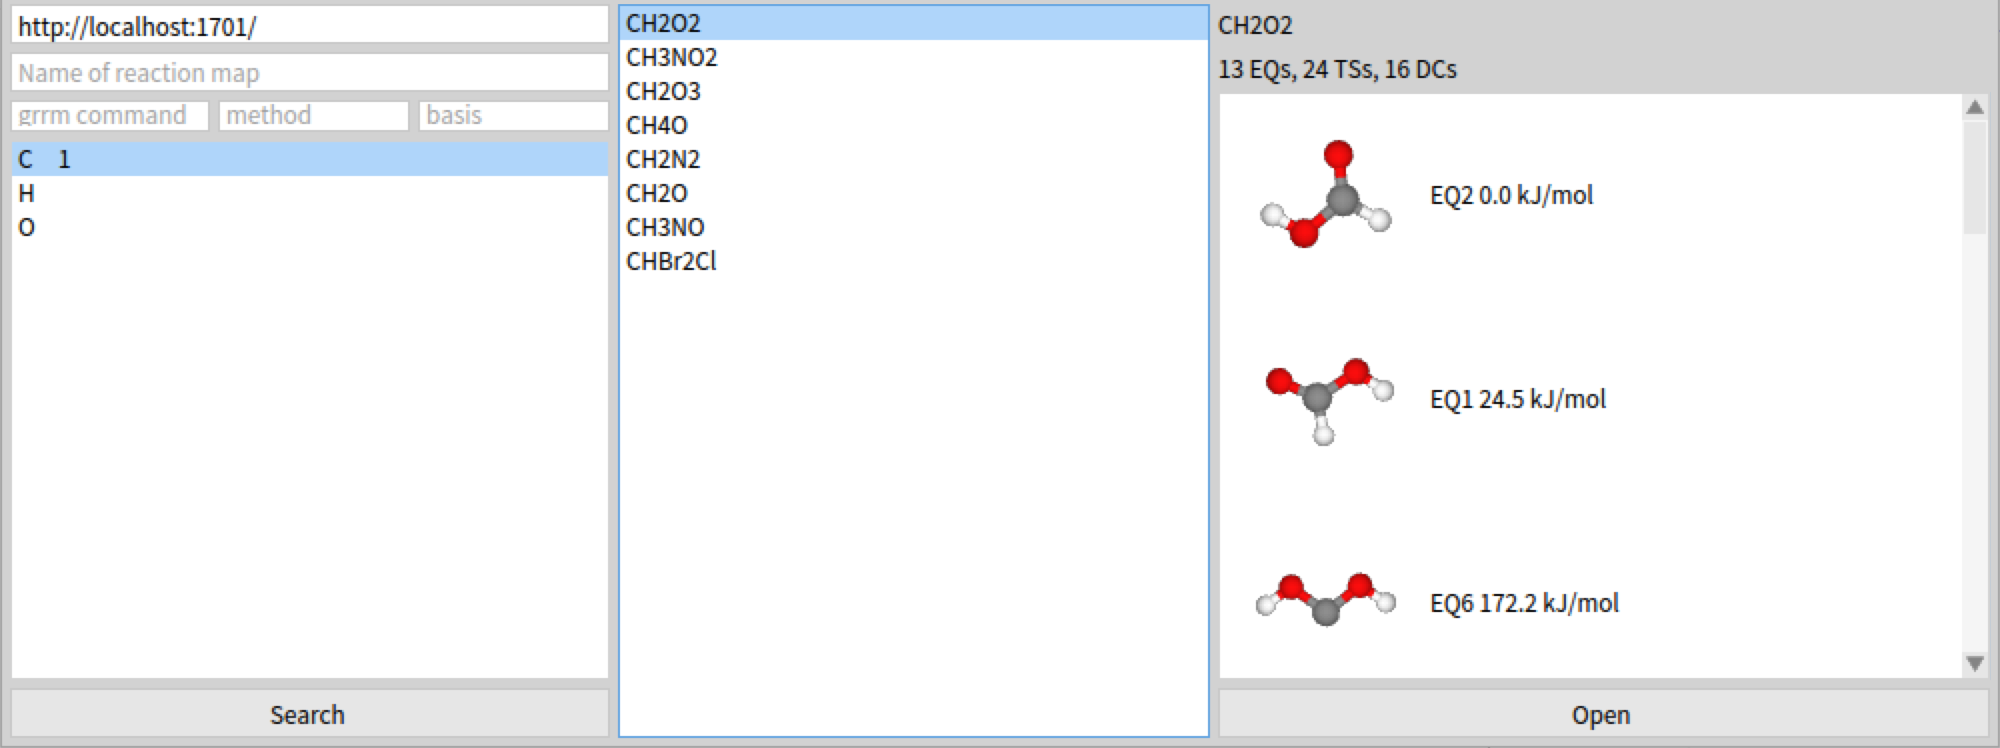 http://localhost:1701/
Name of reaction map
grrm command method basis
C 1
H
O
Search
CH2O2
CH3NO2
CH2O3
CH4O
CH2N2
CH2O
CH3NO
CHBr2Cl
CH2O2
13 EQs, 24 TSs, 16 DCs
EQ2 0.0 kJ/mol
EQ1 24.5 kJ/mol
EQ6 172.2 kJ/mol
Open